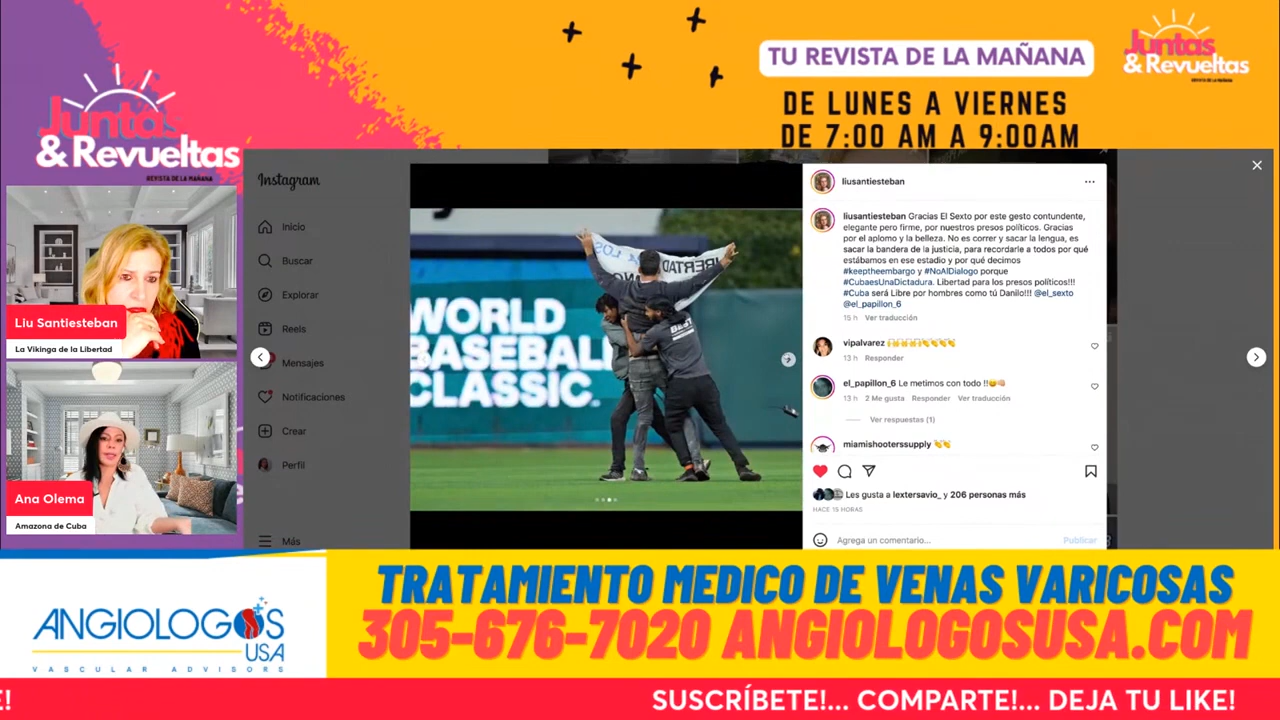 TU REVISTA DE LA MAÑANA
Juntas
& Revueltas
REVISTA DE LA MAÑANA
DE LUNES A VIERNES
DE 7:00 AM A 9:00AM
Juntas
& Revueltas
REVISTA DE LA MAÑANA
Instagram
Inicio
Buscar
Explorar
Reels
Mensajes
Notificaciones
Crear
Perfil
Más
Liu Santiesteban
La Vikinga de la Libertad
Ana Olema
Amazona de Cuba
WORLD
BASEBALL
CLASSIC.
LIBERTAD
BEST
liusantiesteban
liusantiesteban Gracias El Sexto por este gesto contundente,
elegante pero firme, por nuestros presos políticos. Gracias
por el aplomo y la belleza. No es correr y sacar la lengua, es
sacar la bandera de la justicia, para recordarle a todos por qué
estábamos en ese estadio y por qué decimos
#keeptheembargo y #NoAlDialogo porque
#CubaesUnaDictadura. Libertad para los presos políticos!!!
#Cuba será Libre por hombres como tú Danilo!!! @el_sexto
@el_papillon_6
15 h Ver traducción
vipalvarez
13 h Responder
el_papillon_6 Le metimos con todo !!
13 h 2 Me gusta Responder Ver traducción
Ver respuestas (1)
miamishooterssupply
Les gusta a lextersavio_ y 206 personas más
HACE 15 HORAS
Agrega un comentario...
Publicar
ANGIOLOGOS
USA
VASCULAR ADVISORS
TRATAMIENTO MEDICO DE VENAS VARICOSAS
305-676-7020 ANGIOLOGOSUSA.COM
E!
SUSCRÍBETE!... COMPARTE!... DEJA TU LIKE!